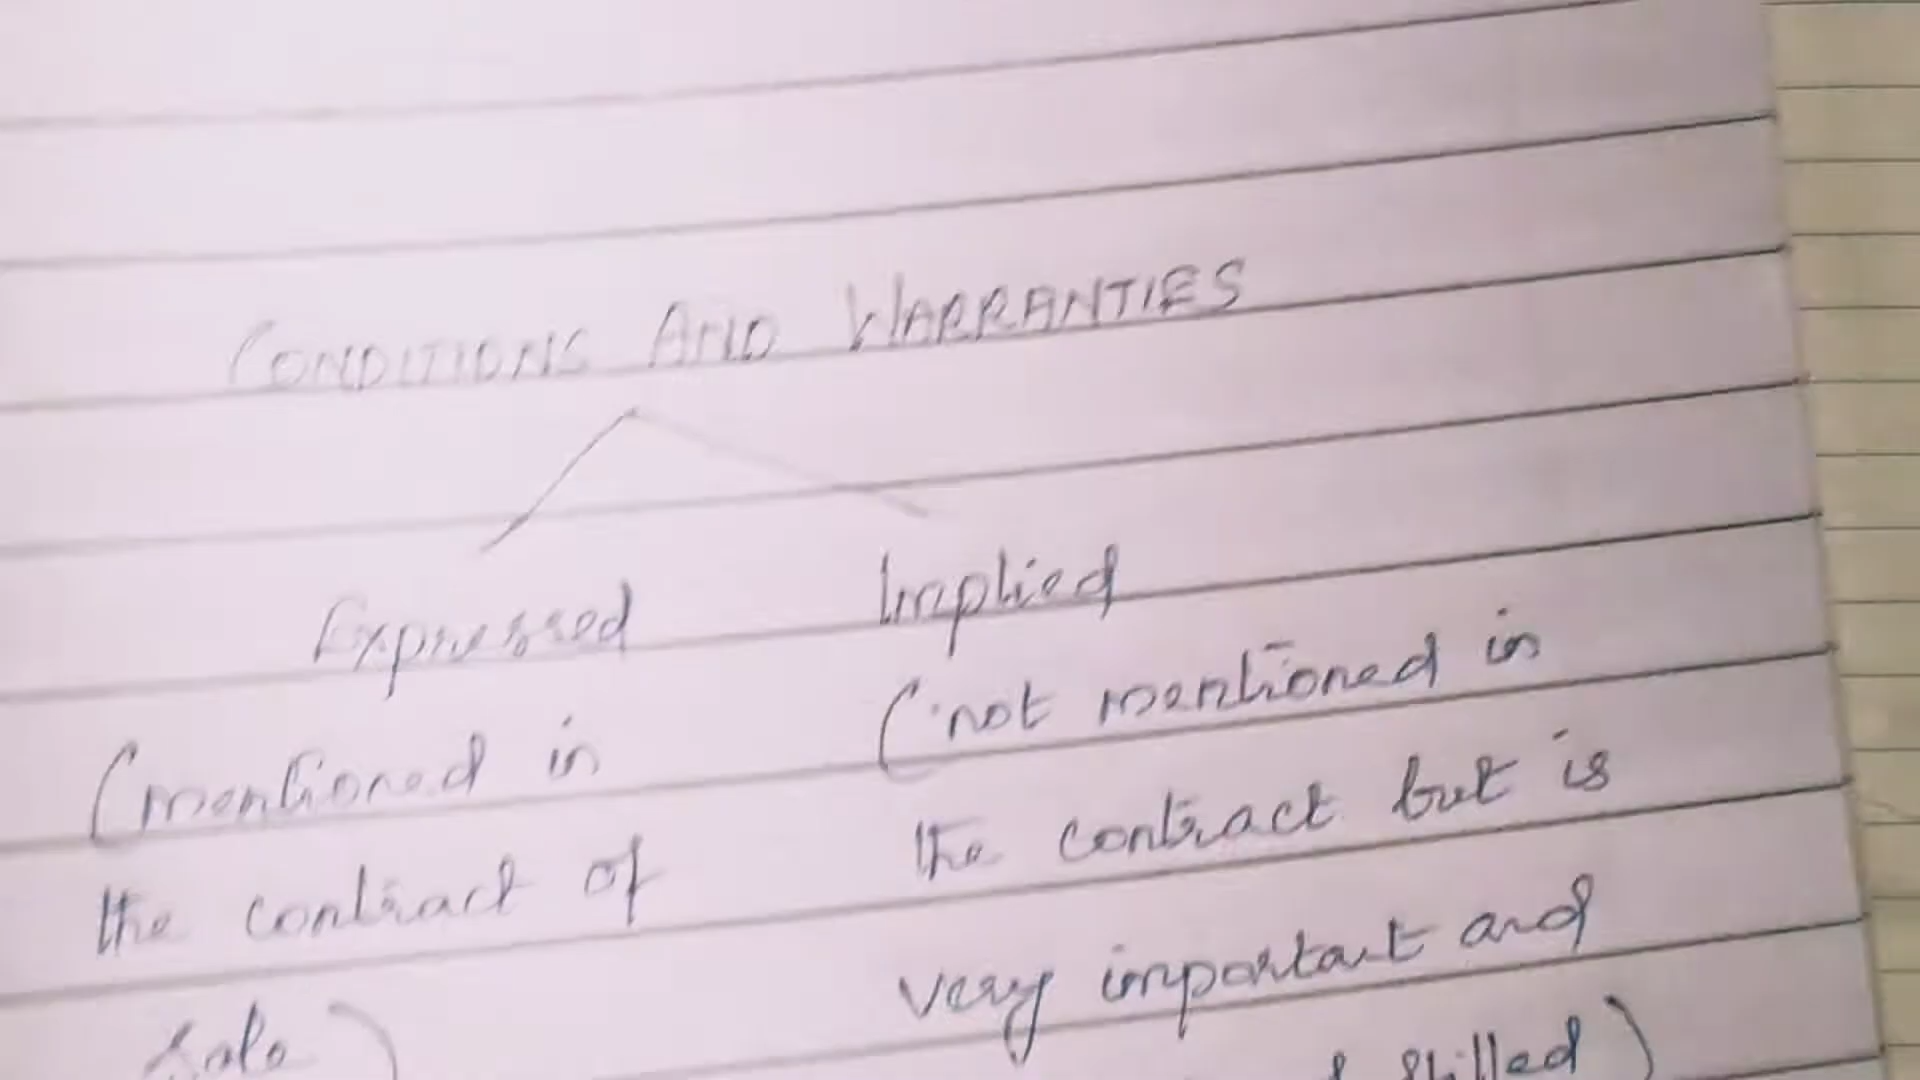 CONDITIONS AND WARRANTIES
Expressed
(mentioned in
the contract of
Sale)
Implied
(not mentioned in
the contract but is
very important and